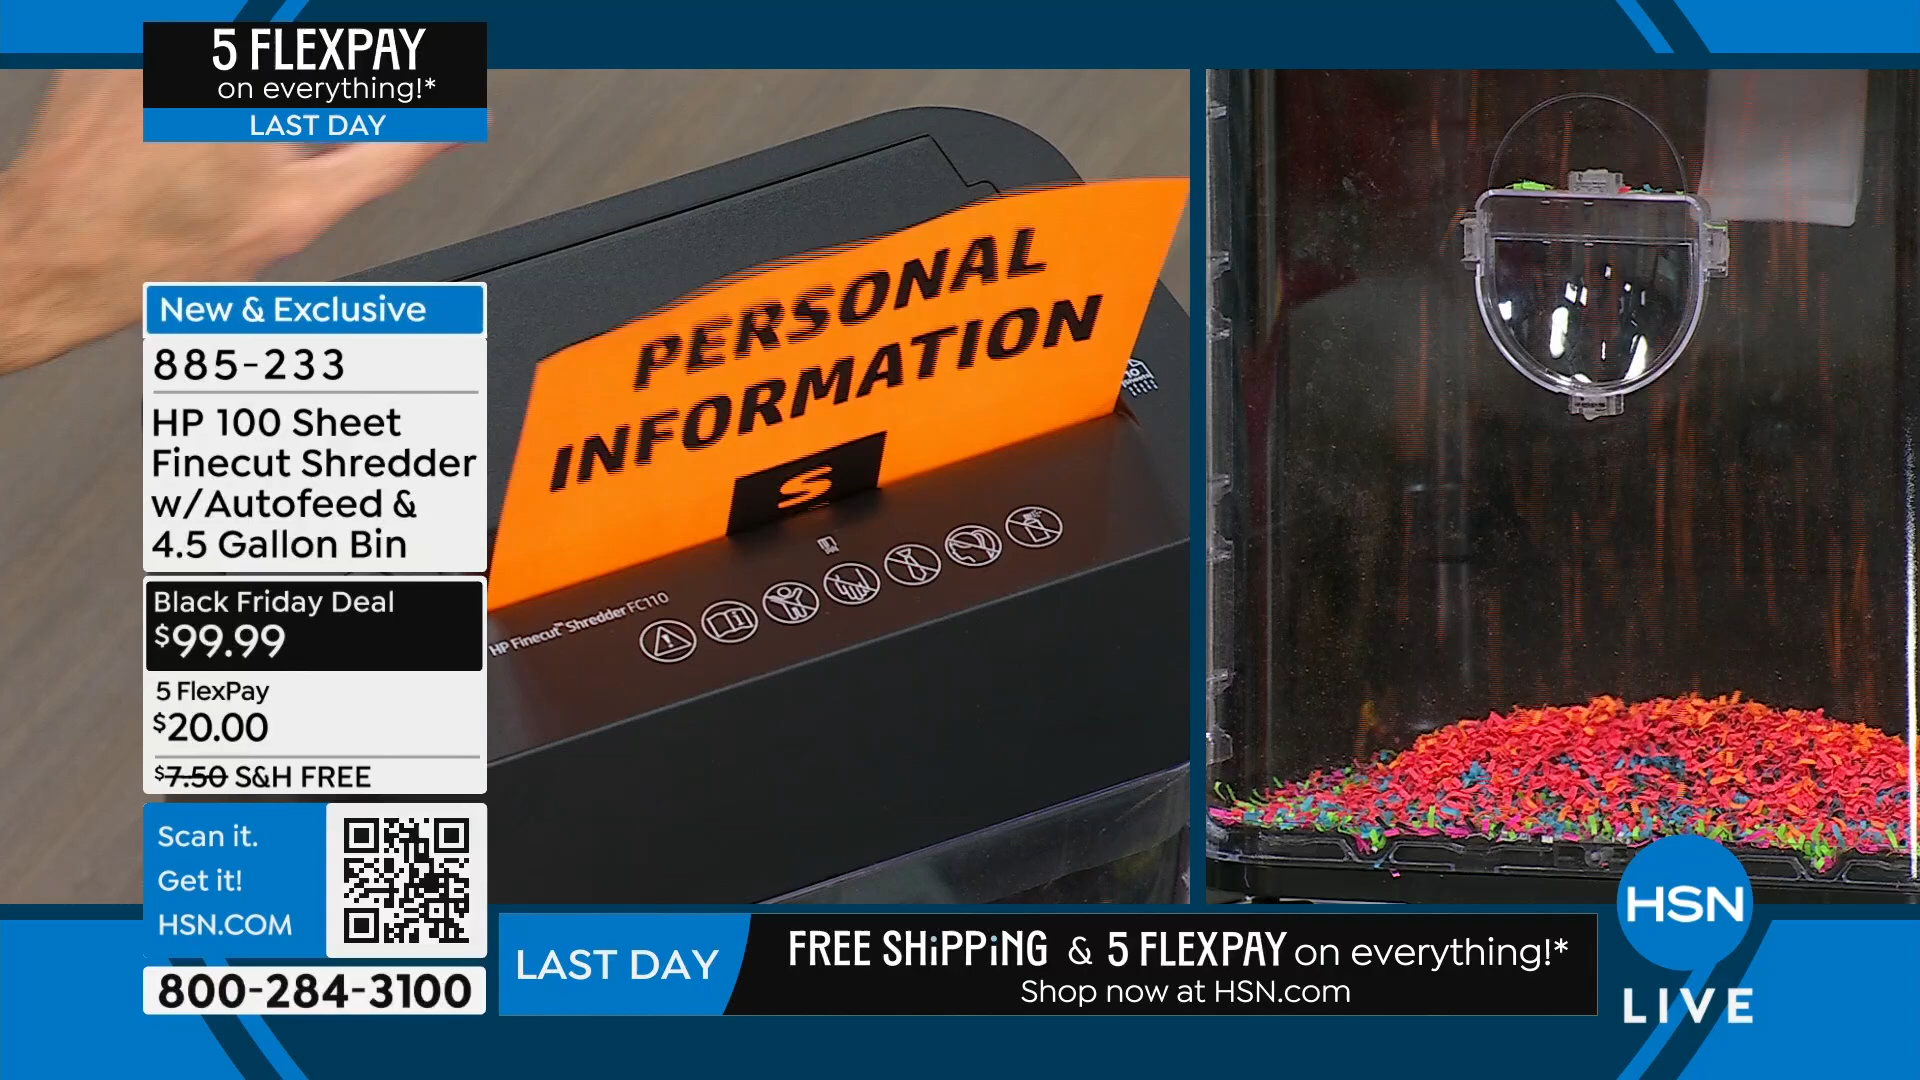 5 FLEXPAY
on everything!*
LAST DAY
New & Exclusive
885-233
HP 100 Sheet
Finecut Shredder
w/Autofeed &
4.5 Gallon Bin
Black Friday Deal
$99.99
5 FlexPay
$20.00
$7.50 S&H FREE
Scan it.
Get it!
HSN.COM
800-284-3100
PERSONAL
INFORMATION
S
10
HP Finecut™ Shredder FC110
LAST DAY
FREE SHiPPiNG & 5 FLEXPAY on everything!*
Shop now at HSN.com
HSN
LIVE